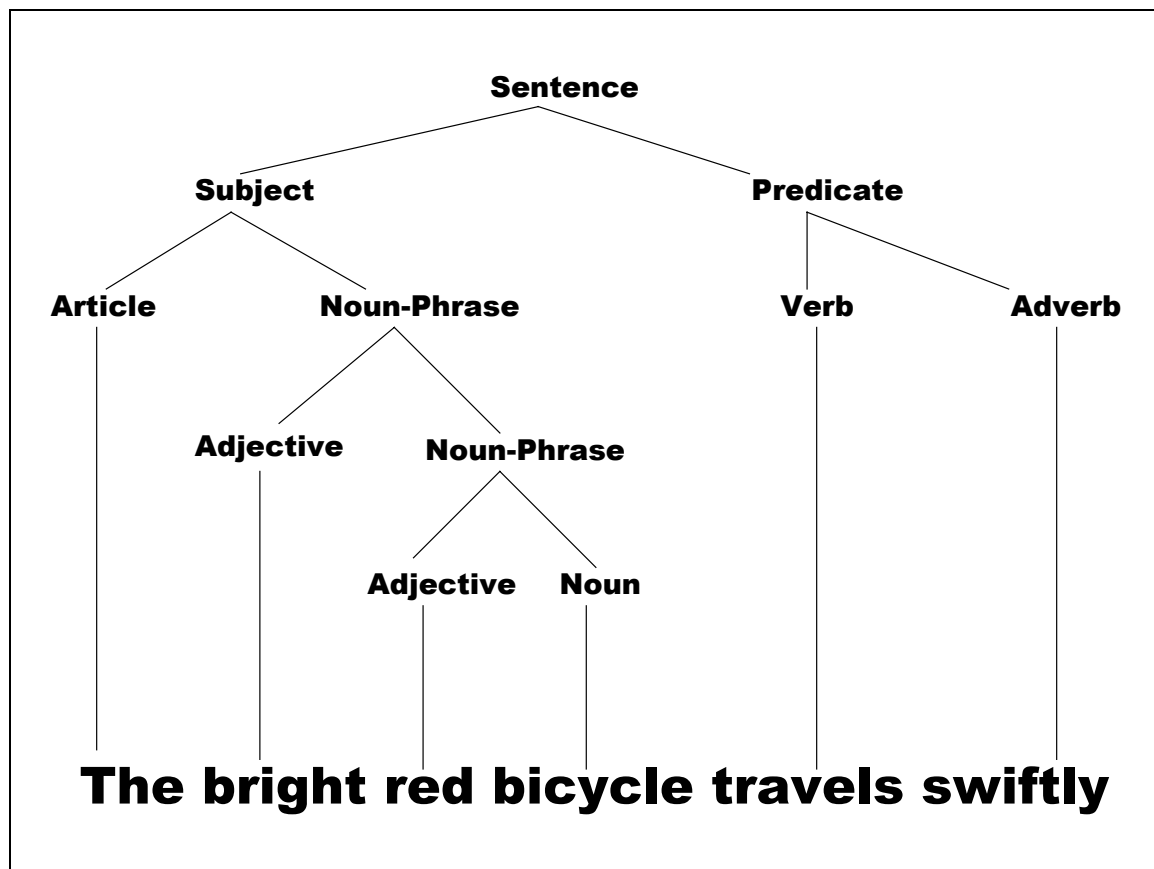 Sentence
Subject Predicate
Article Noun-Phrase Verb Adverb
Adjective Noun-Phrase
Adjective Noun
The bright red bicycle travels swiftly